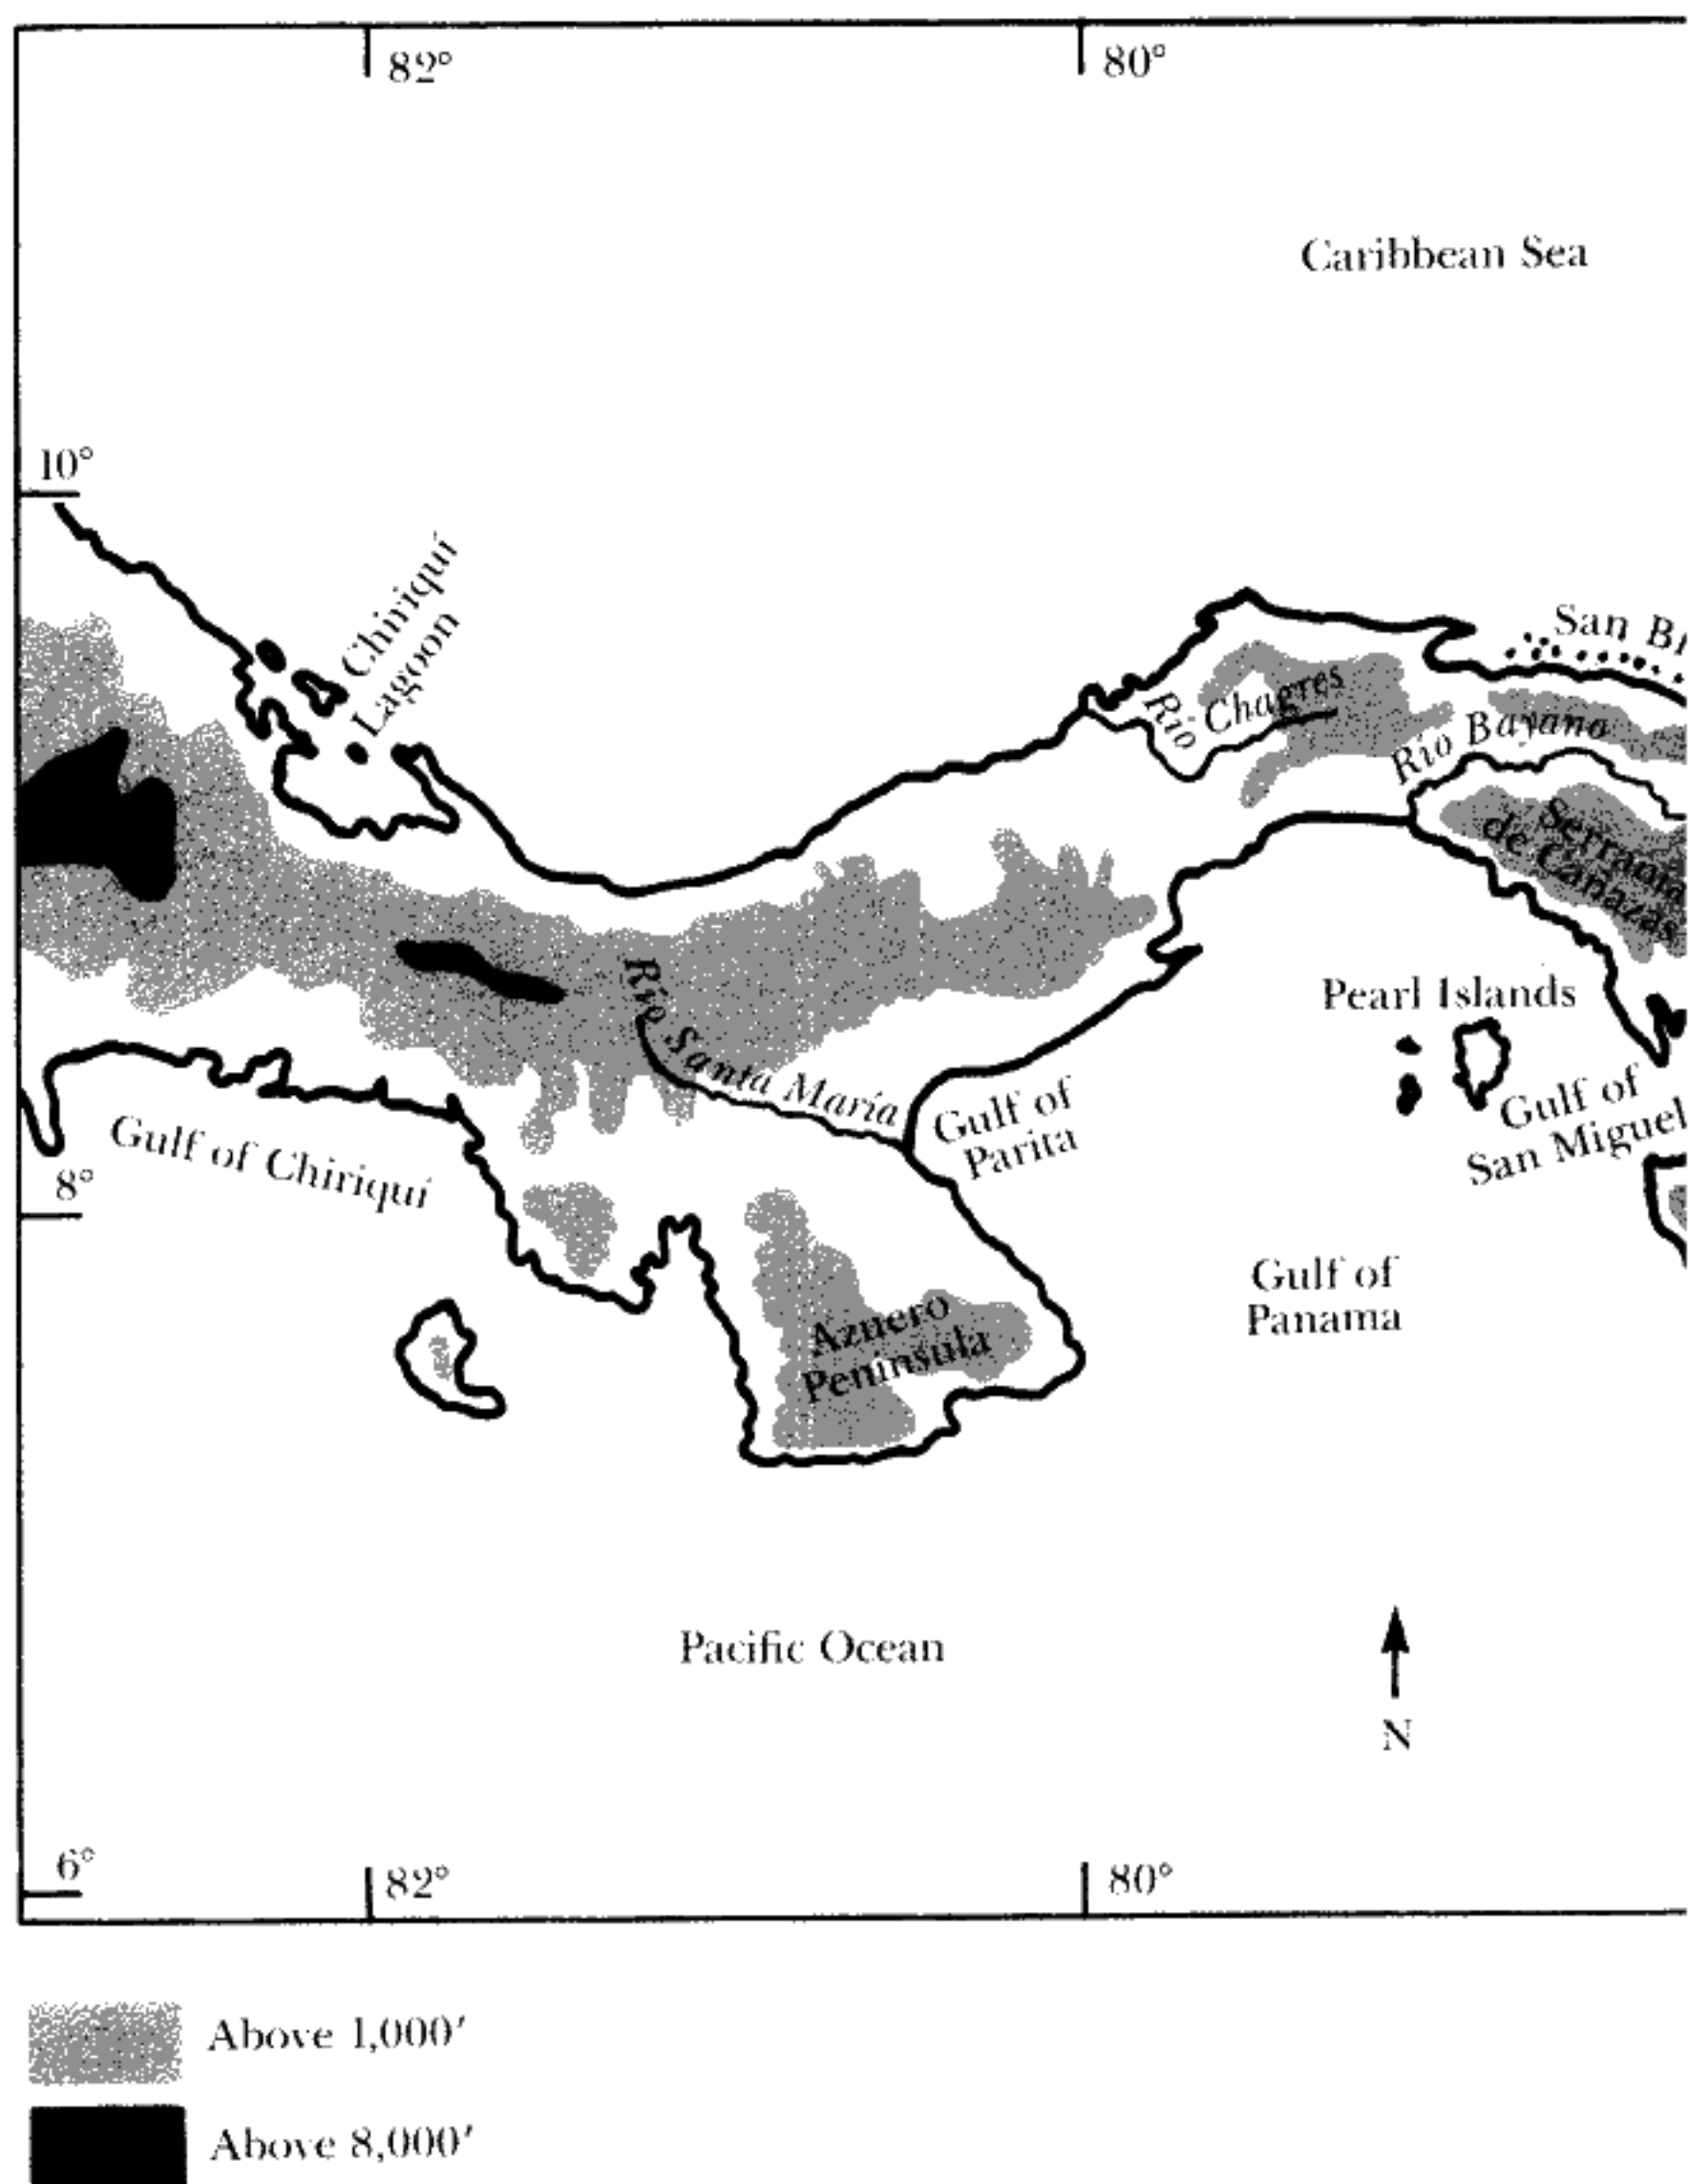 82°
80°
Caribbean Sea
10°
Chiriquí
Lagoon
San
Río Chagres
Río Bayano
Serranía
de Cañazas
Pearl Islands
Río Santa María
Gulf of
Parita
Gulf of
San Miguel
Gulf of Chiriquí
8°
Gulf of
Panama
Aznero
Peninsula
Pacific Ocean
N
6°
82°
80°
Above 1,000'
Above 8,000'